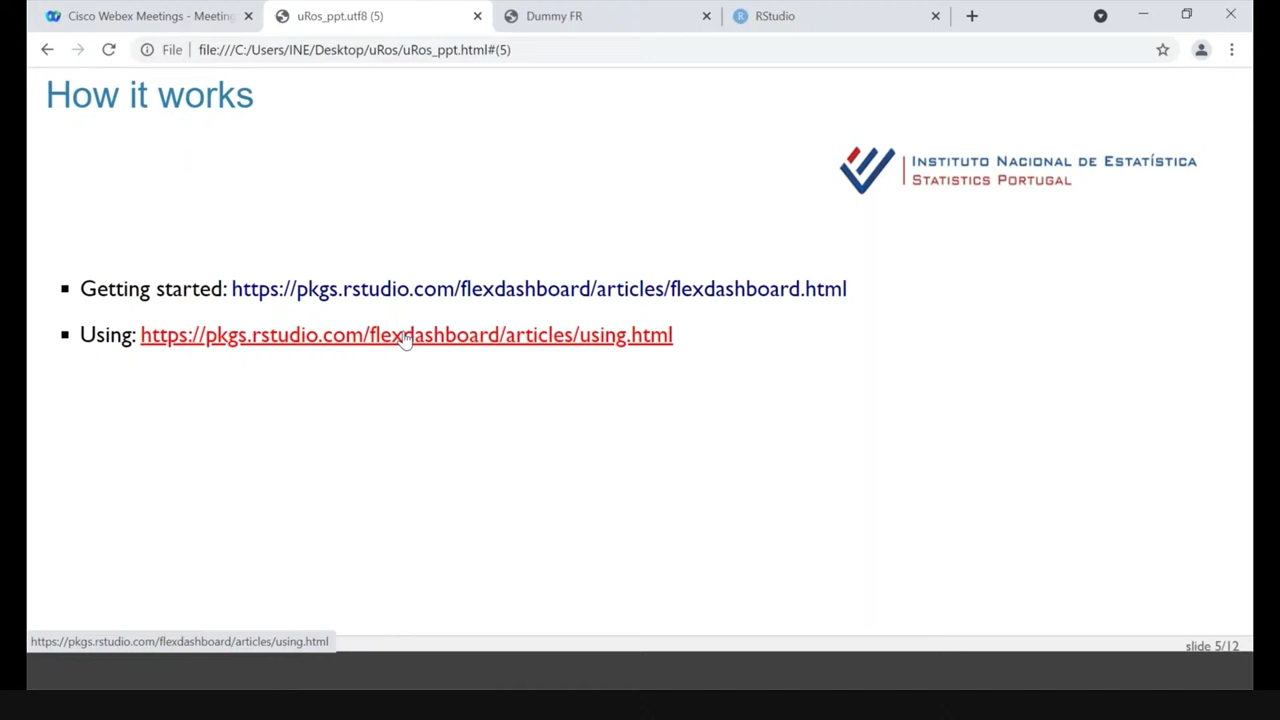 Cisco Webex Meetings - Meeting
uRos_ppt.utf8 (5)
Dummy FR
RStudio
File
file:///C:/Users/INE/Desktop/uRos/uRos_ppt.html#(5)
How it works
INSTITUTO NACIONAL DE ESTATÍSTICA
STATISTICS PORTUGAL
Getting started: https://pkgs.rstudio.com/flexdashboard/articles/flexdashboard.html
Using: https://pkgs.rstudio.com/flexdashboard/articles/using.html
https://pkgs.rstudio.com/flexdashboard/articles/using.html
slide 5/12